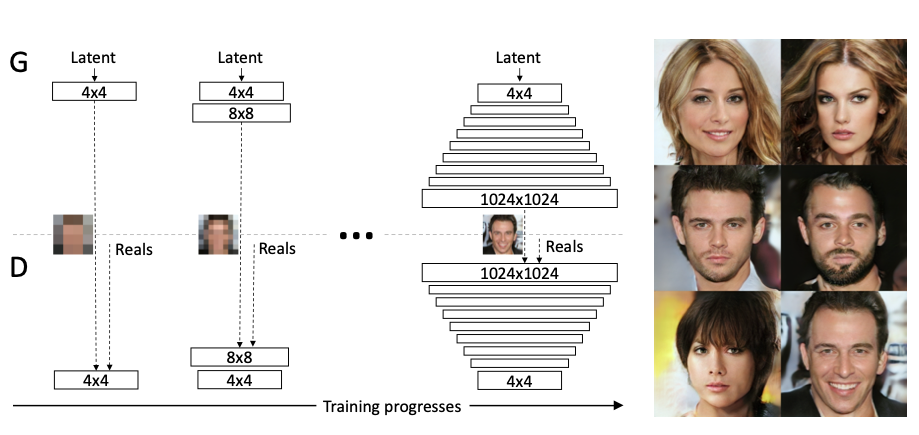 G
Latent
Latent
Latent
4x4
4x4
4x4
8x8
1024x1024
Reals
Reals
Reals
D
1024x1024
8x8
4x4
4x4
4x4
Training progresses